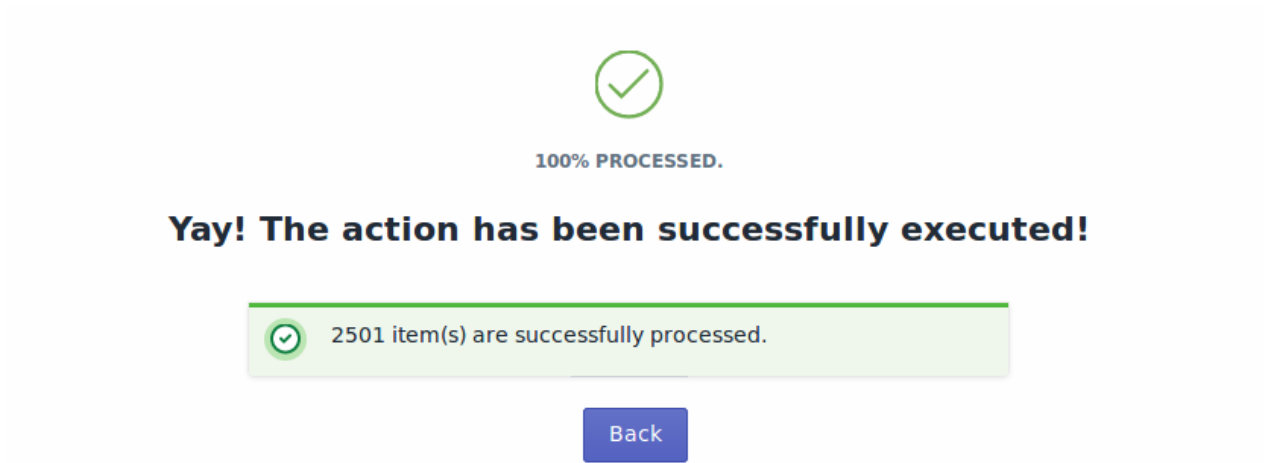 100% PROCESSED.
Yay! The action has been successfully executed!
2501 item(s) are successfully processed.
Back